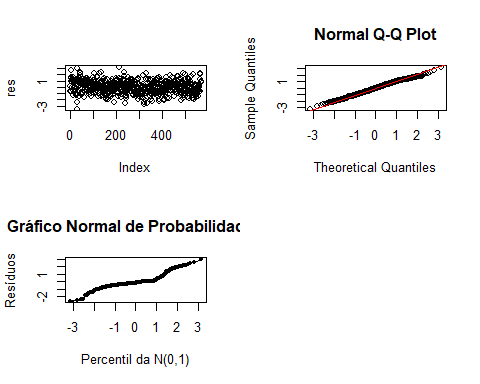 res
1
-3
0 200 400
Index
Normal Q-Q Plot
Sample Quantiles
1
-3
-3 -1 0 1 2 3
Theoretical Quantiles
Gráfico Normal de Probabilidad
Resíduos
1
-2
-3 -1 0 1 2 3
Percentil da N(0,1)